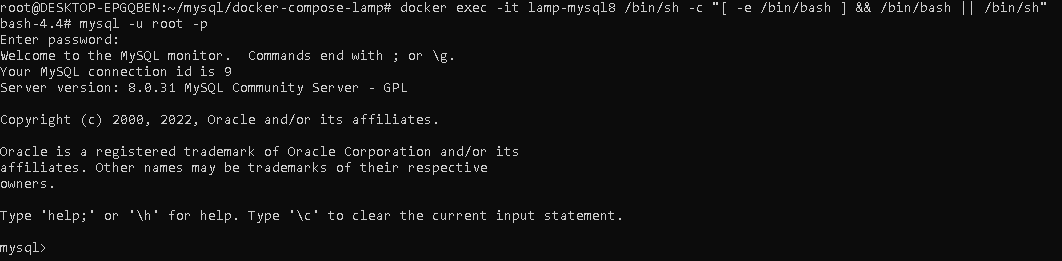 root@DESKTOP-EPGQBEN:~/mysql/docker-compose-lamp# docker exec -it lamp-mysql8 /bin/sh -c "[ -e /bin/bash ] && /bin/bash || /bin/sh"
bash-4.4# mysql -u root -p
Enter password:
Welcome to the MySQL monitor.  Commands end with ; or \g.
Your MySQL connection id is 9
Server version: 8.0.31 MySQL Community Server - GPL
Copyright (c) 2000, 2022, Oracle and/or its affiliates.
Oracle is a registered trademark of Oracle Corporation and/or its
affiliates. Other names may be trademarks of their respective
owners.
Type 'help;' or '\h' for help. Type '\c' to clear the current input statement.
mysql>